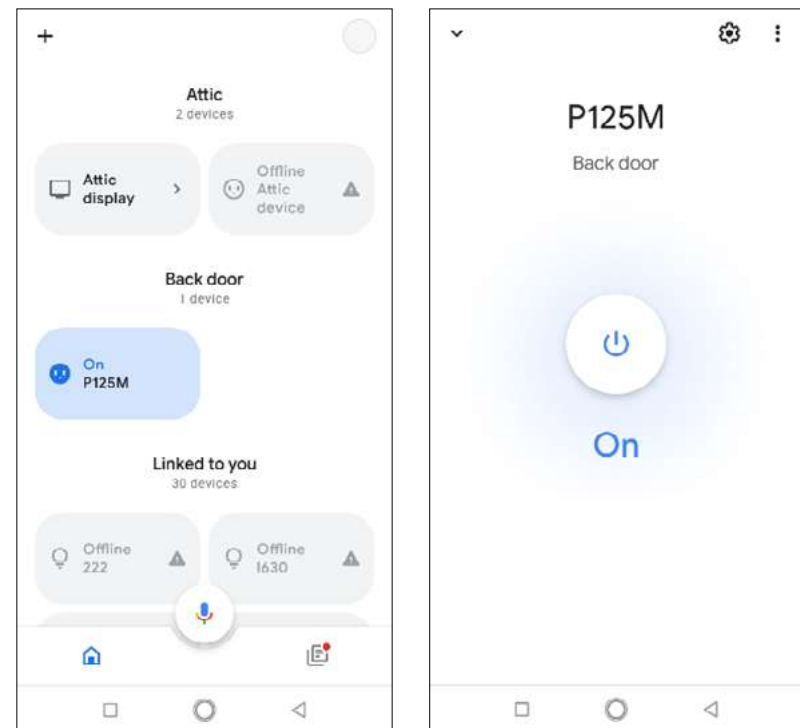 Attic
2 devices
Attic
display
Offline
Attic
device
Back door
1 device
On
P125M
Linked to you
30 devices
Offline
222
Offline
1630
P125M
Back door
On